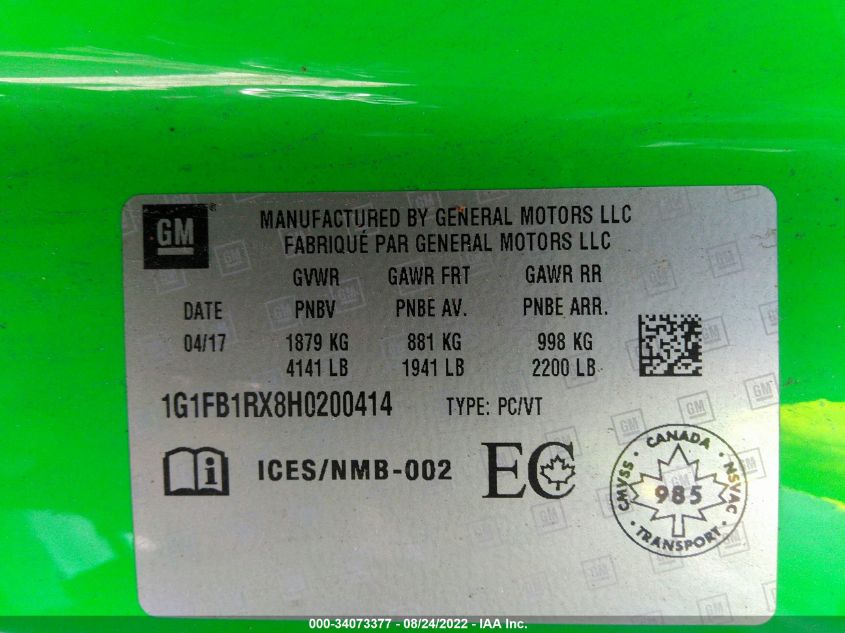 GM
MANUFACTURED BY GENERAL MOTORS LLC
FABRIQUÉ PAR GENERAL MOTORS LLC
GVWR GAWR FRT GAWR RR
DATE PNBV PNBE AV. PNBE ARR.
04/17 1879 KG 881 KG 998 KG
4141 LB 1941 LB 2200 LB
1G1FB1RX8H0200414 TYPE: PC/VT
i ICES/NMB-002 EC
CANADA
CMVSS 985 NSVAC
TRANSPORT
000-34073377 - 08/24/2022 - IAA Inc.